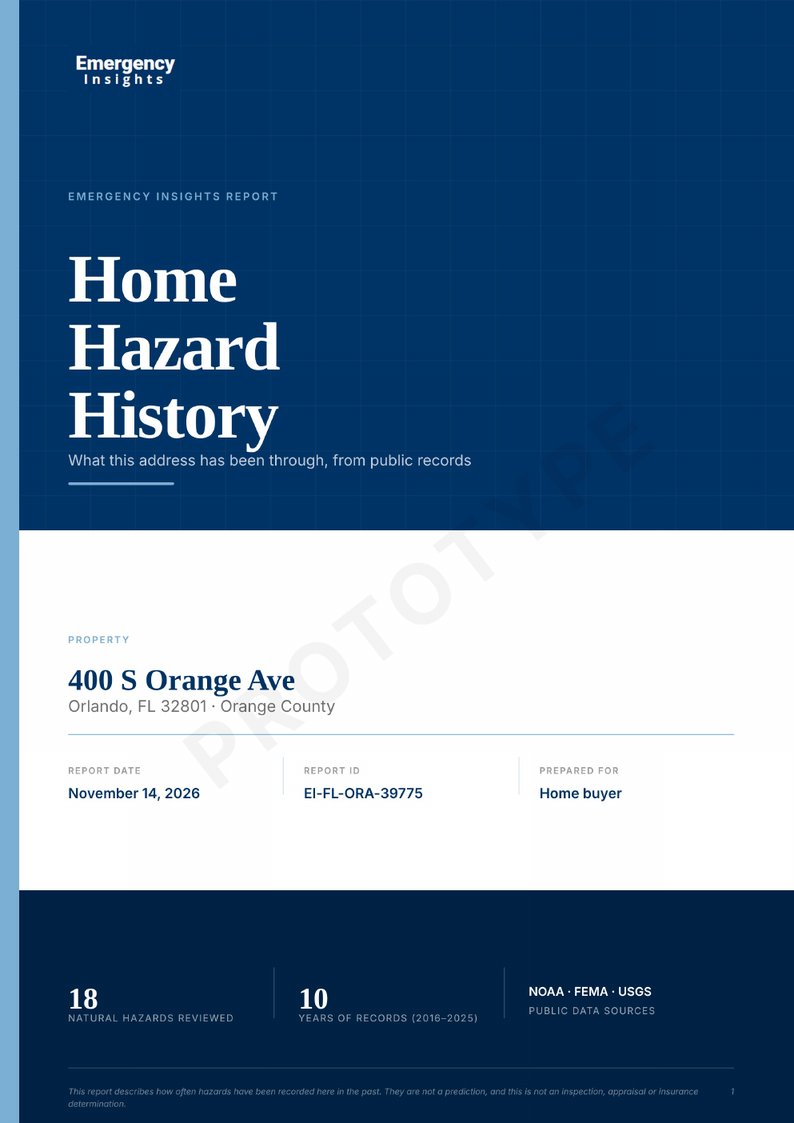 Emergency
Insights
EMERGENCY INSIGHTS REPORT
Home
Hazard
History
What this address has been through, from public records
PROTOTYPE
PROPERTY
400 S Orange Ave
Orlando, FL 32801 · Orange County
REPORT DATE
November 14, 2026
REPORT ID
EI-FL-ORA-39775
PREPARED FOR
Home buyer
18
NATURAL HAZARDS REVIEWED
10
YEARS OF RECORDS (2016–2025)
NOAA · FEMA · USGS
PUBLIC DATA SOURCES
This report describes how often hazards have been recorded here in the past. They are not a prediction, and this is not an inspection, appraisal or insurance
determination.
1